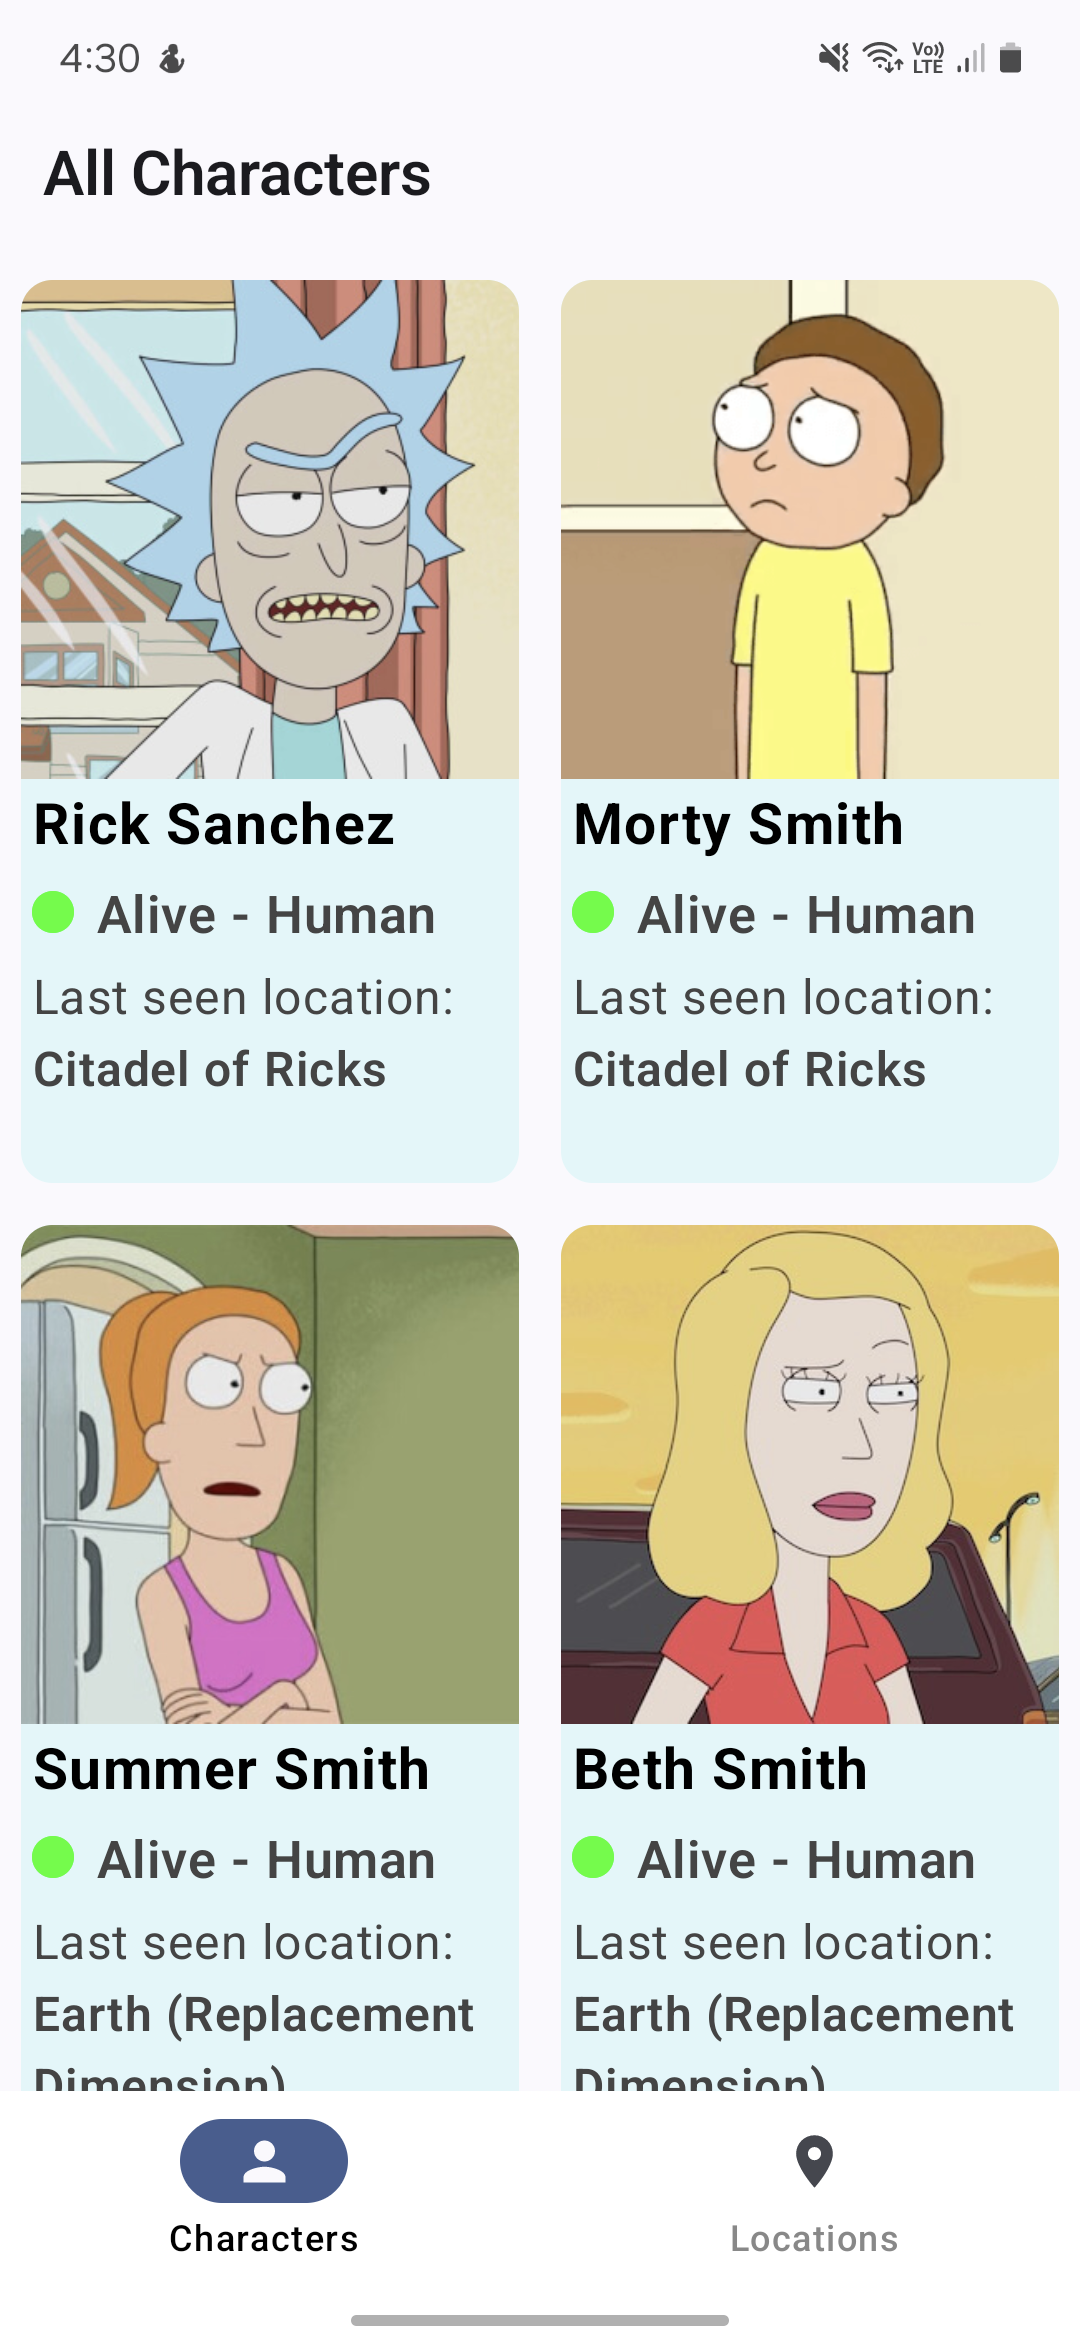 4:30
Vo))
LTE
All Characters
Rick Sanchez
Alive - Human
Last seen location:
Citadel of Ricks
Morty Smith
Alive - Human
Last seen location:
Citadel of Ricks
Summer Smith
Alive - Human
Last seen location:
Earth (Replacement
Dimension)
Beth Smith
Alive - Human
Last seen location:
Earth (Replacement
Dimension)
Characters
Locations